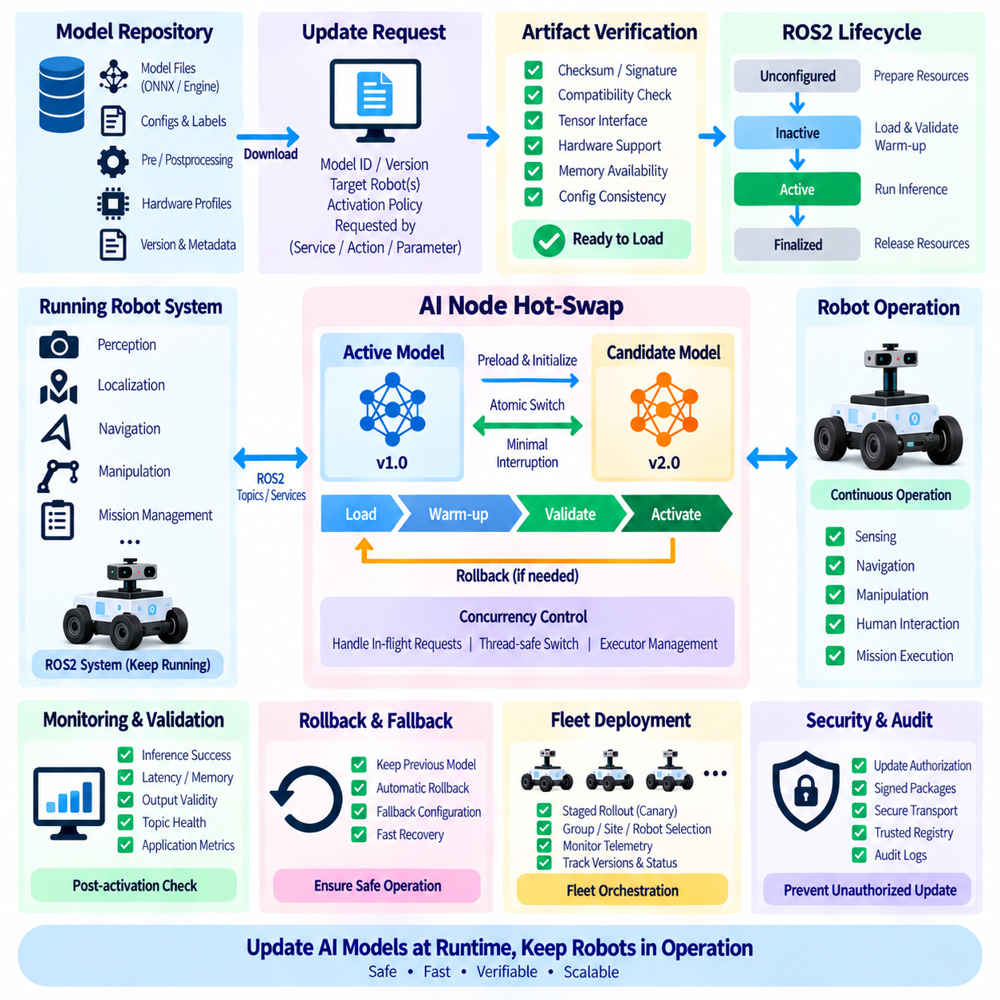 Model Repository
Model Files
(ONNX / Engine)
Configs & Labels
Pre / Postprocessing
Hardware Profiles
Version & Metadata
Download
Update Request
Model ID / Version
Target Robot(s)
Activation Policy
Requested by
(Service / Action / Parameter)
Artifact Verification
Checksum / Signature
Compatibility Check
Tensor Interface
Hardware Support
Memory Availability
Config Consistency
Ready to Load
ROS2 Lifecycle
Unconfigured
Prepare Resources
Inactive
Load & Validate
Warm-up
Active
Run Inference
Finalized
Release Resources
Running Robot System
Perception
Localization
Navigation
Manipulation
Mission Management
...
ROS2 System (Keep Running)
ROS2
Topics / Services
AI Node Hot-Swap
Active Model
v1.0
Preload & Initialize
Atomic Switch
Minimal
Interruption
Candidate Model
v2.0
Load
Warm-up
Validate
Activate
Rollback (if needed)
Concurrency Control
Handle In-flight Requests | Thread-safe Switch | Executor Management
Robot Operation
Continuous Operation
Sensing
Navigation
Manipulation
Human Interaction
Mission Execution
Monitoring & Validation
Inference Success
Latency / Memory
Output Validity
Topic Health
Application Metrics
Post-activation Check
Rollback & Fallback
Keep Previous Model
Automatic Rollback
Fallback Configuration
Fast Recovery
Ensure Safe Operation
Fleet Deployment
...
Staged Rollout (Canary)
Group / Site / Robot Selection
Monitor Telemetry
Track Versions & Status
Fleet Orchestration
Security & Audit
Update Authorization
Signed Packages
Secure Transport
Trusted Registry
Audit Logs
Prevent Unauthorized Update
Update AI Models at Runtime, Keep Robots in Operation
Safe • Fast • Verifiable • Scalable